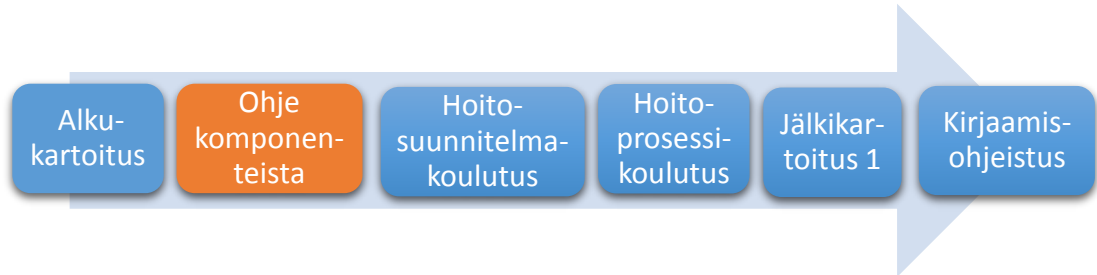 Alku-
kartoitus
Ohje
komponen-
teista
Hoito-
suunnitelma-
koulutus
Hoito-
prosessi-
koulutus
Jälkikar-
toitus 1
Kirjaamis-
ohjeistus